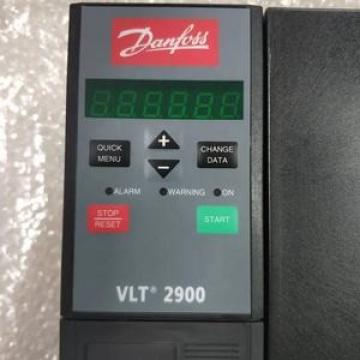 Danfoss
QUICK
MENU
+
CHANGE
DATA
-
ALARM WARNING ON
STOP
RESET
START
VLT® 2900